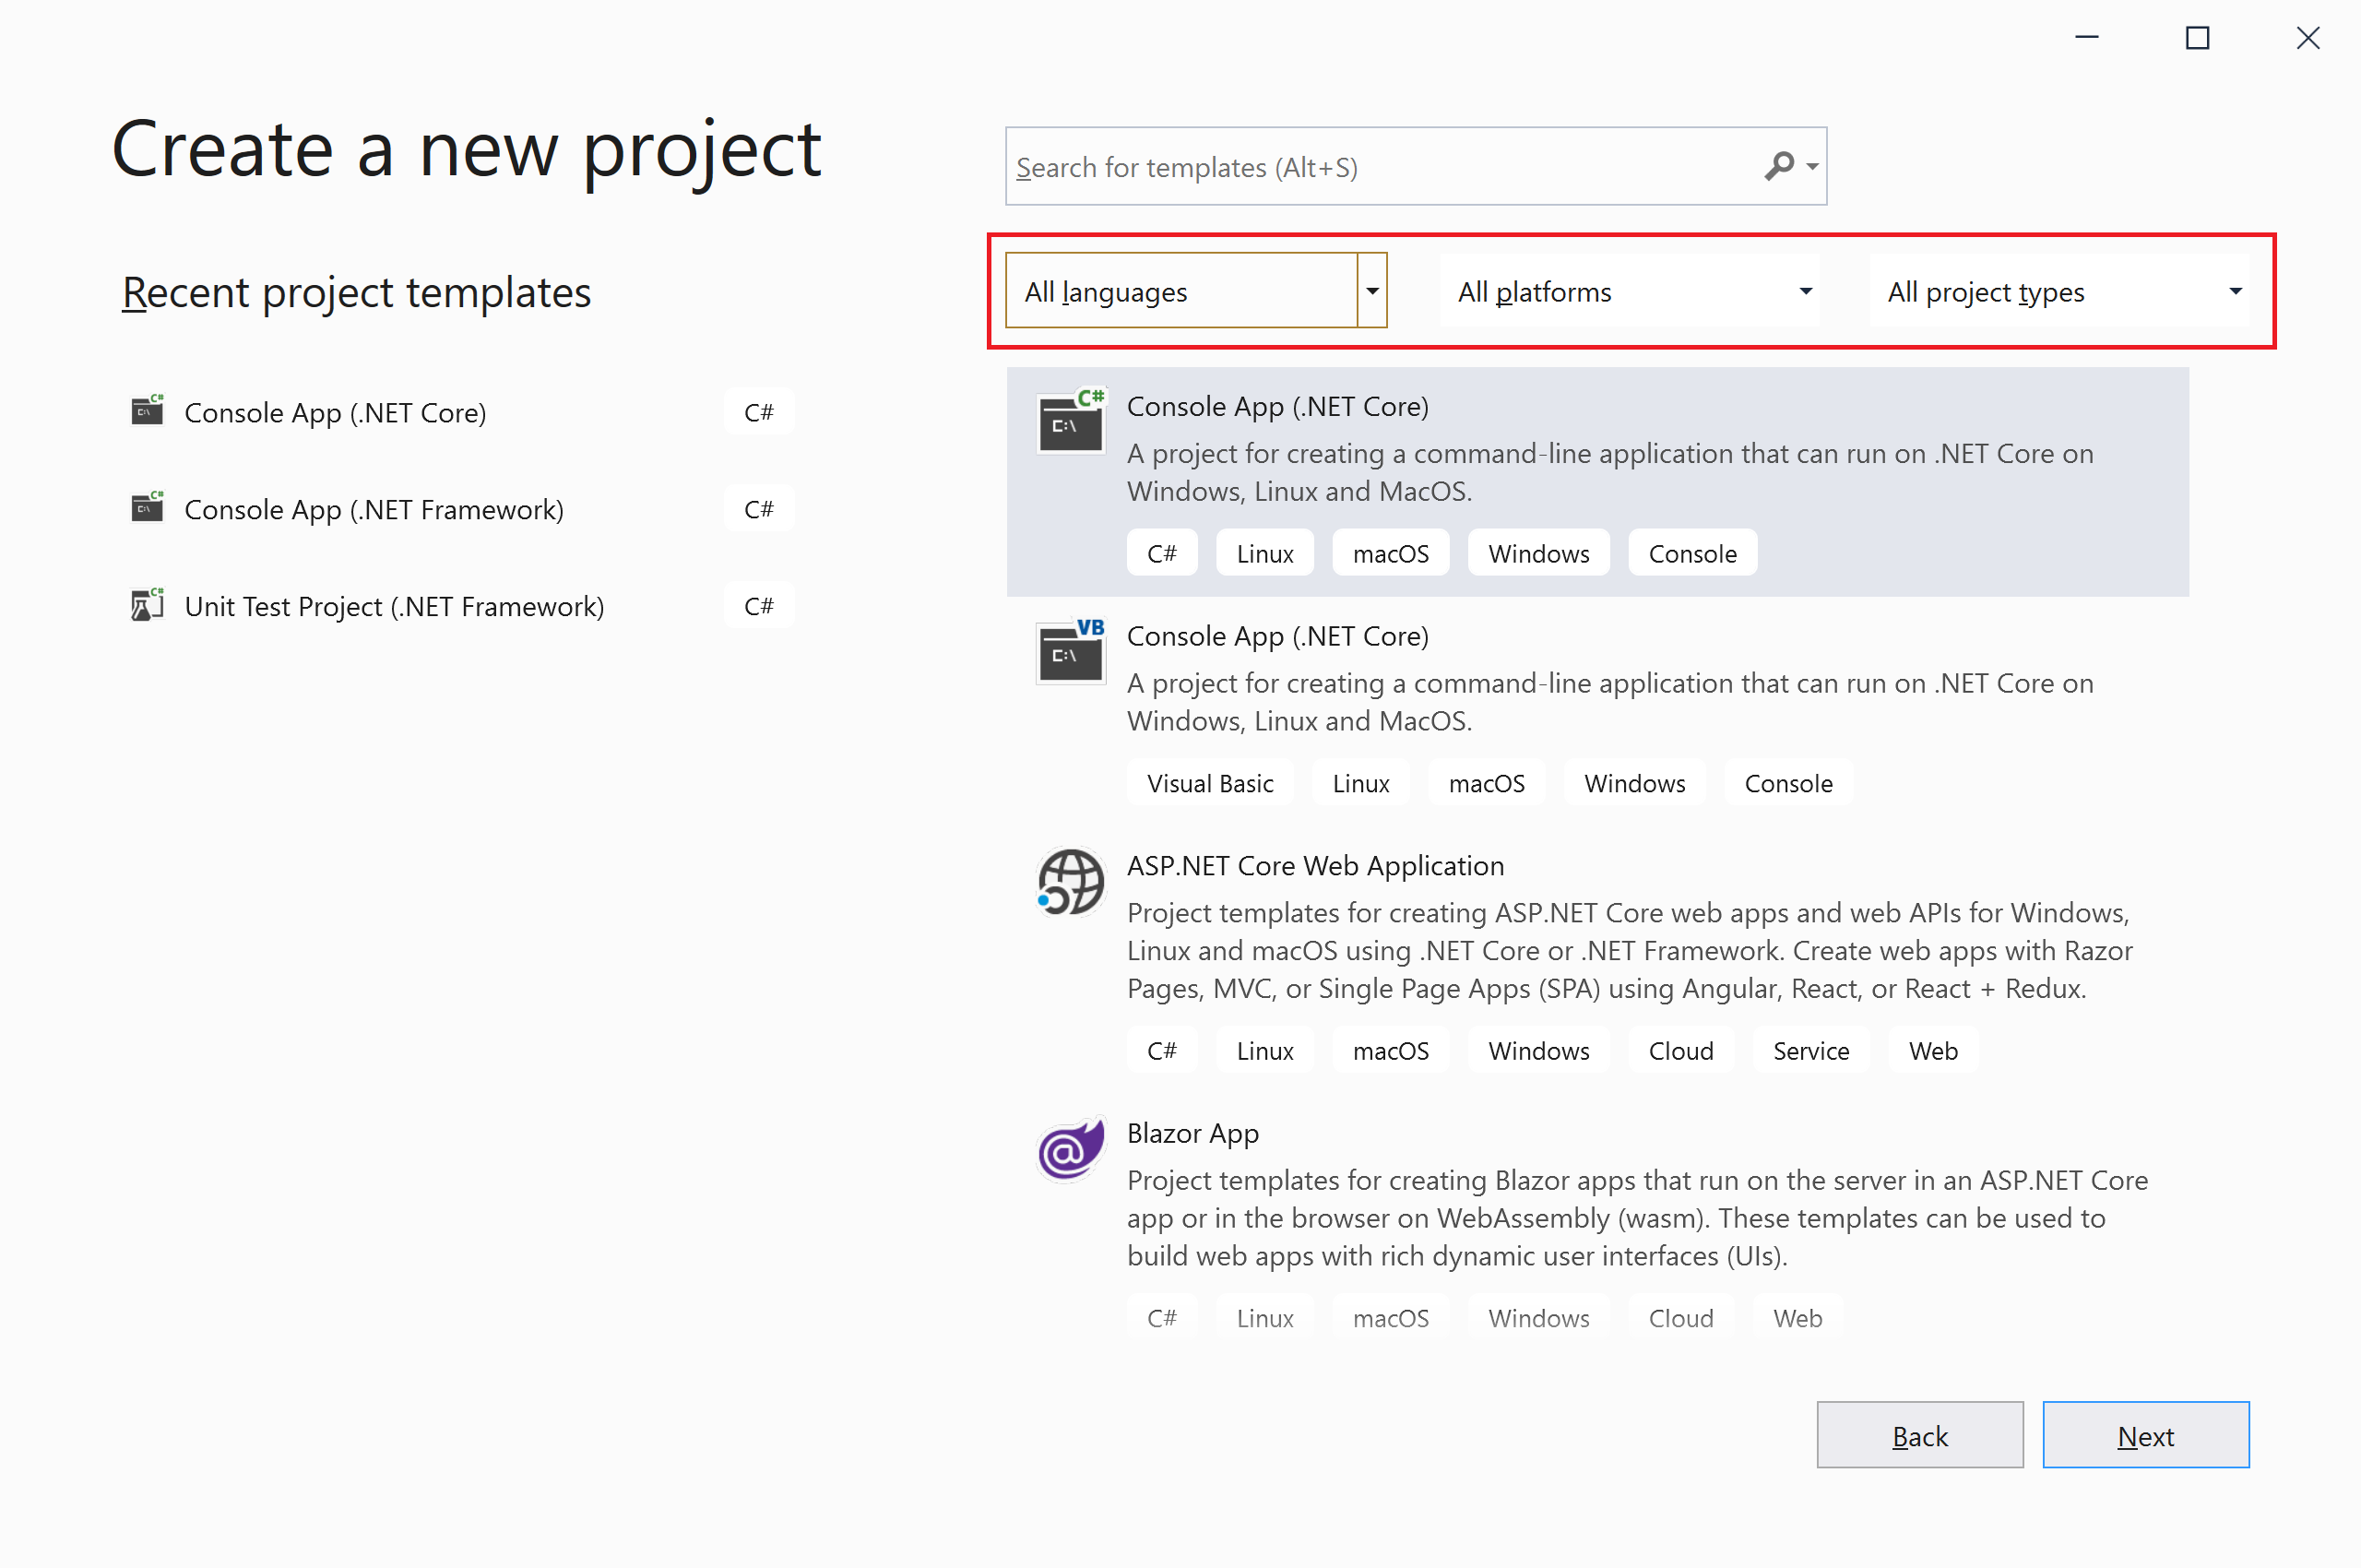 Create a new project
Search for templates (Alt+S)
All languages
All platforms
All project types
Recent project templates
C#
Console App (.NET Core)
C#
C#
Console App (.NET Framework)
C#
C#
Unit Test Project (.NET Framework)
C#
C#
C:\
Console App (.NET Core)
A project for creating a command-line application that can run on .NET Core on
Windows, Linux and MacOS.
C# Linux macOS Windows Console
VB
C:\
Console App (.NET Core)
A project for creating a command-line application that can run on .NET Core on
Windows, Linux and MacOS.
Visual Basic Linux macOS Windows Console
ASP.NET Core Web Application
Project templates for creating ASP.NET Core web apps and web APIs for Windows,
Linux and macOS using .NET Core or .NET Framework. Create web apps with Razor
Pages, MVC, or Single Page Apps (SPA) using Angular, React, or React + Redux.
C# Linux macOS Windows Cloud Service Web
@
Blazor App
Project templates for creating Blazor apps that run on the server in an ASP.NET Core
app or in the browser on WebAssembly (wasm). These templates can be used to
build web apps with rich dynamic user interfaces (UIs).
C# Linux macOS Windows Cloud Web
Back
Next